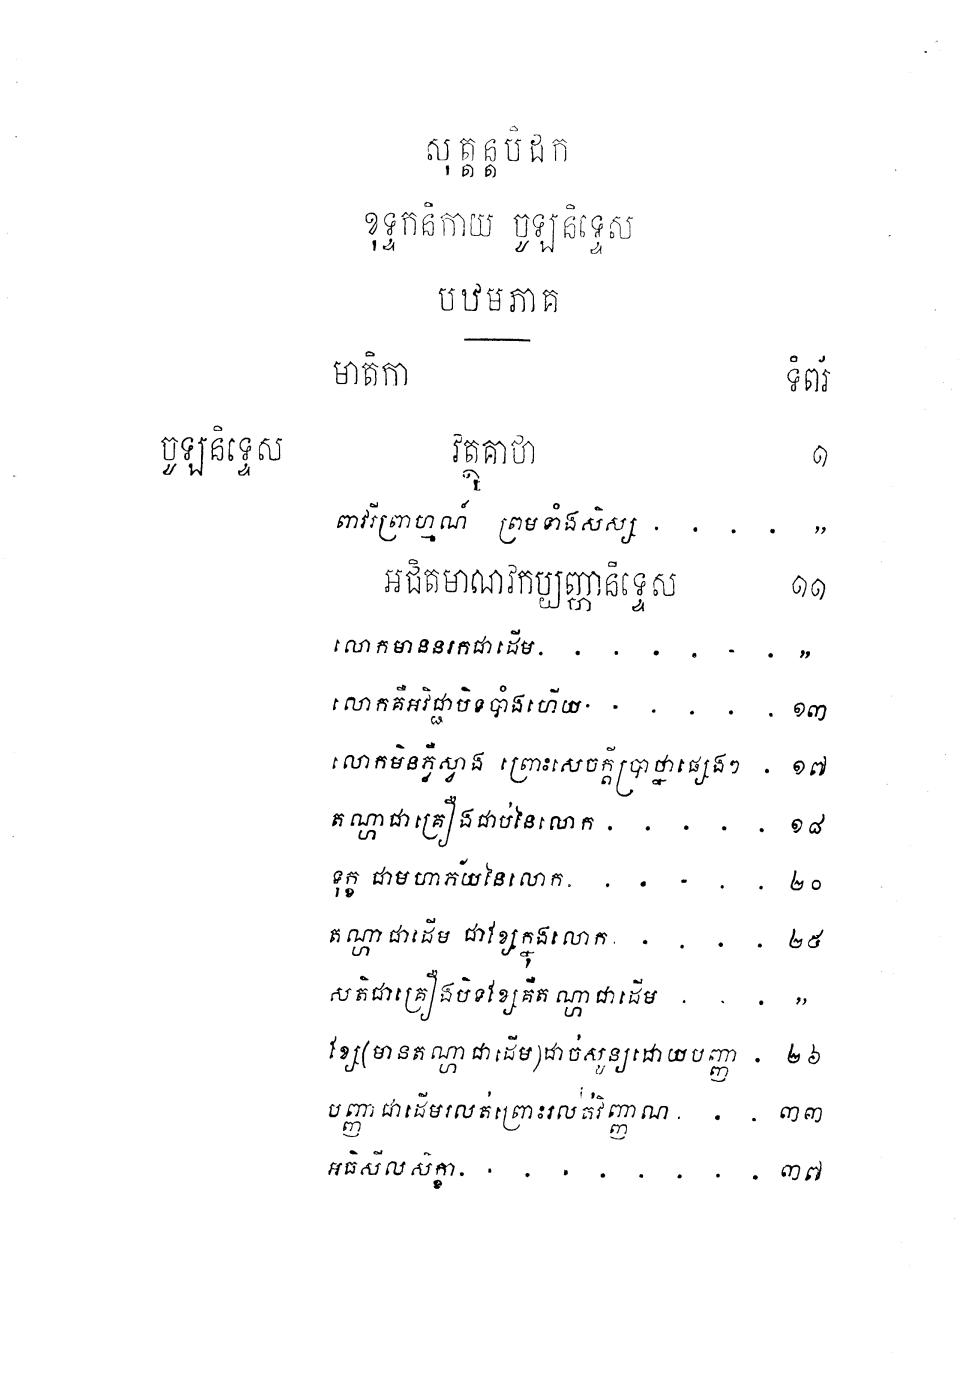 សុត្តន្តបិដក
ខុទ្ទកនិកាយ ចូឡនិទ្ទេស
បឋមភាគ
មាតិកា ទំព័រ
ចូឡនិទ្ទេស វត្ថុគាថា ១
ពាវរីព្រាហ្មណ៍ ព្រមទាំងសិស្ស . . . . „
អជិតមាណវិកប្បញ្ហានិទ្ទេស ១១
លោកមាននរកជាដើម. . . . . . . „
លោកគឺអវិជ្ជាបិទបាំងហើយ . . . . . . ១៣
លោកមិនភ្លឺស្វាង ព្រោះសេចក្តីប្រាថ្នាផ្សេងៗ . ១៧
តណ្ហាជាគ្រឿងជាប់នៃលោក . . . . . ១៨
ទុក្ខ ជាមហាភ័យនៃលោក. . . . . . ២០
តណ្ហាជាដើម ជាខ្សែក្នុងលោក. . . . . ២៥
សតិជាគ្រឿងបិទខ្សែគឺតណ្ហាជាដើម . . . „
ខ្សែ(មានតណ្ហាជាដើម)ដាច់សូន្យដោយបញ្ញា . ២៦
បញ្ញាជាដើមរលត់ព្រោះរលត់វិញ្ញាណ. . . ៣៣
អធិសីលសិក្ខា. . . . . . . . ៣៧